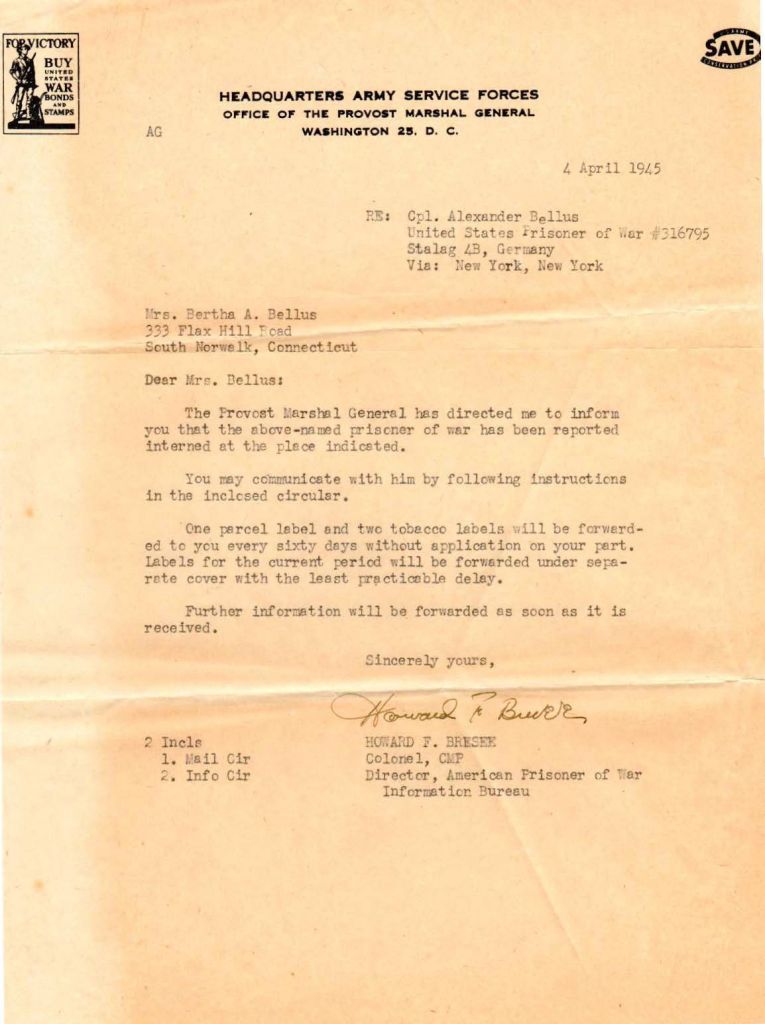 FOR VICTORY
BUY
UNITED
STATES
WAR
BONDS
AND
STAMPS
SAVE
HEADQUARTERS ARMY SERVICE FORCES
OFFICE OF THE PROVOST MARSHAL GENERAL
WASHINGTON 25, D. C.
AG
4 April 1945
RE: Cpl. Alexander Bellus
United States Prisoner of War #316795
Stalag 4B, Germany
Via: New York, New York
Mrs. Bertha A. Bellus
333 Flax Hill Road
South Norwalk, Connecticut
Dear Mrs. Bellus:
The Provost Marshal General has directed me to inform
you that the above-named prisoner of war has been reported
interned at the place indicated.
You may communicate with him by following instructions
in the inclosed circular.
One parcel label and two tobacco labels will be forward-
ed to you every sixty days without application on your part.
Labels for the current period will be forwarded under sepa-
rate cover with the least practicable delay.
Further information will be forwarded as soon as it is
received.
Sincerely yours,
Howard F. Bresee
2 Incls
1. Mail Cir
2. Info Cir
HOWARD F. BRESEE
Colonel, CMP
Director, American Prisoner of War
Information Bureau